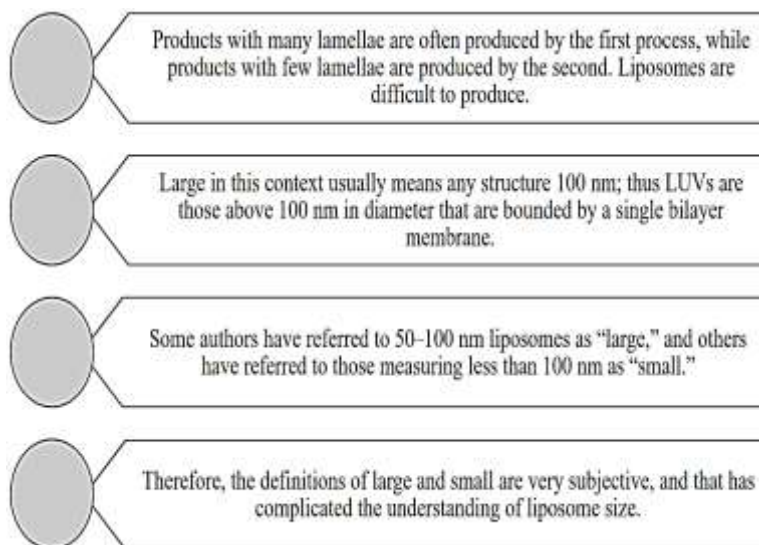 Products with many lamellae are often produced by the first process, while
products with few lamellae are produced by the second. Liposomes are
difficult to produce.
Large in this context usually means any structure 100 nm; thus LUVs are
those above 100 nm in diameter that are bounded by a single bilayer
membrane.
Some authors have referred to 50–100 nm liposomes as “large,” and others
have referred to those measuring less than 100 nm as “small.”
Therefore, the definitions of large and small are very subjective, and that has
complicated the understanding of liposome size.